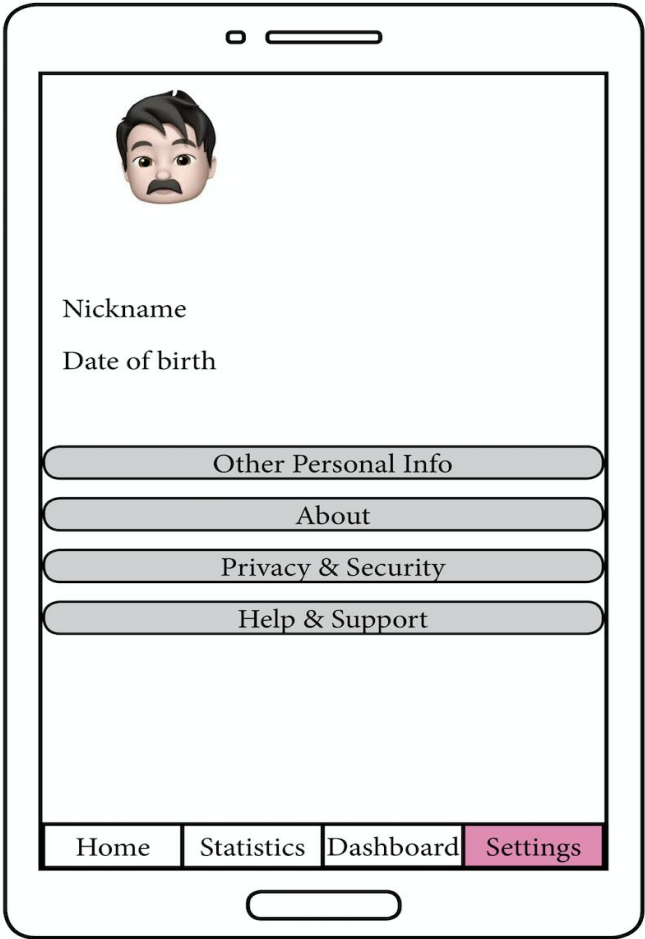 Nickname
Date of birth
Other Personal Info
About
Privacy & Security
Help & Support
Home Statistics Dashboard Settings